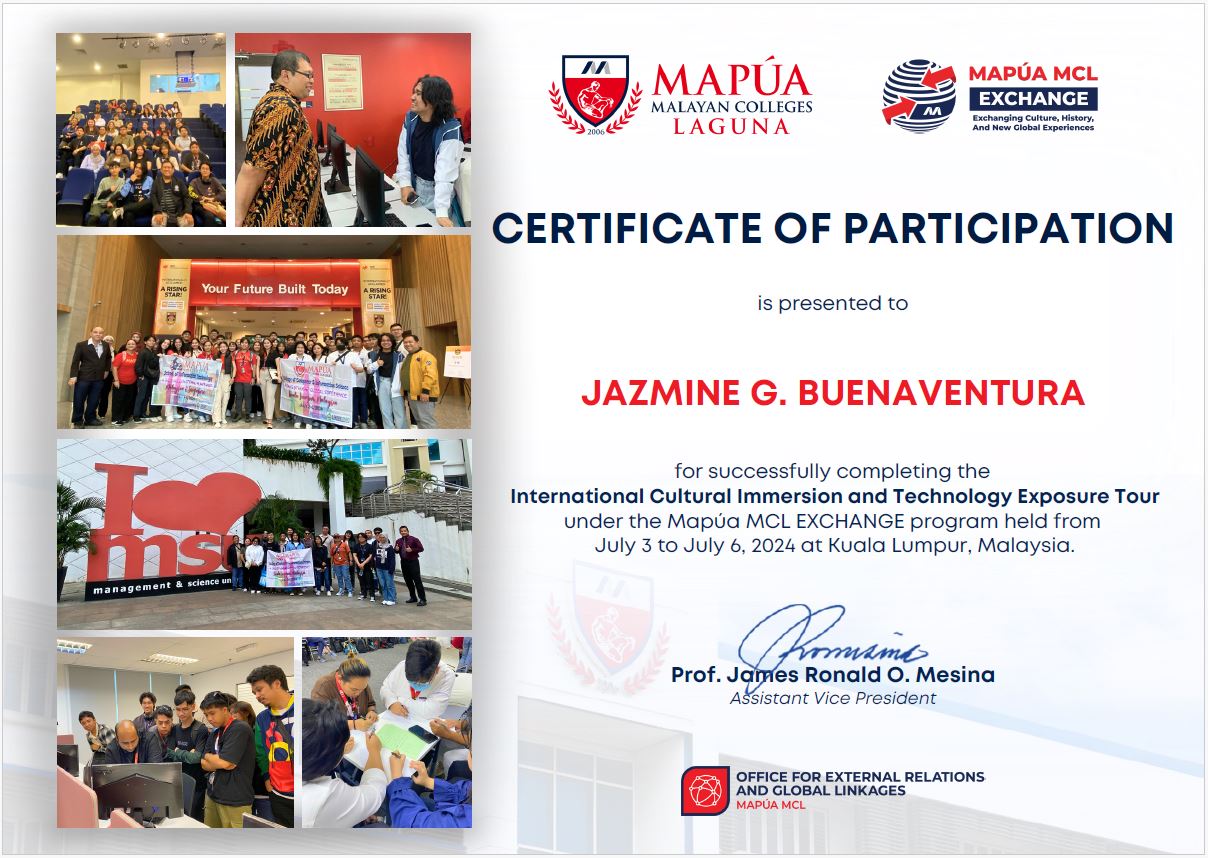 MAPÚA
MALAYAN COLLEGES
LAGUNA
2006
MAPÚA MCL
EXCHANGE
Exchanging Culture, History,
And New Global Experiences
CERTIFICATE OF PARTICIPATION
is presented to
JAZMINE G. BUENAVENTURA
for successfully completing the
International Cultural Immersion and Technology Exposure Tour
under the Mapúa MCL EXCHANGE program held from
July 3 to July 6, 2024 at Kuala Lumpur, Malaysia.
Prof. James Ronald O. Mesina
Assistant Vice President
OFFICE FOR EXTERNAL RELATIONS
AND GLOBAL LINKAGES
MAPÚA MCL
Your Future Built Today
A RISING
STAR!
A RISING
STAR!
MAPÚA
MAPÚA
I
msu
management & science un